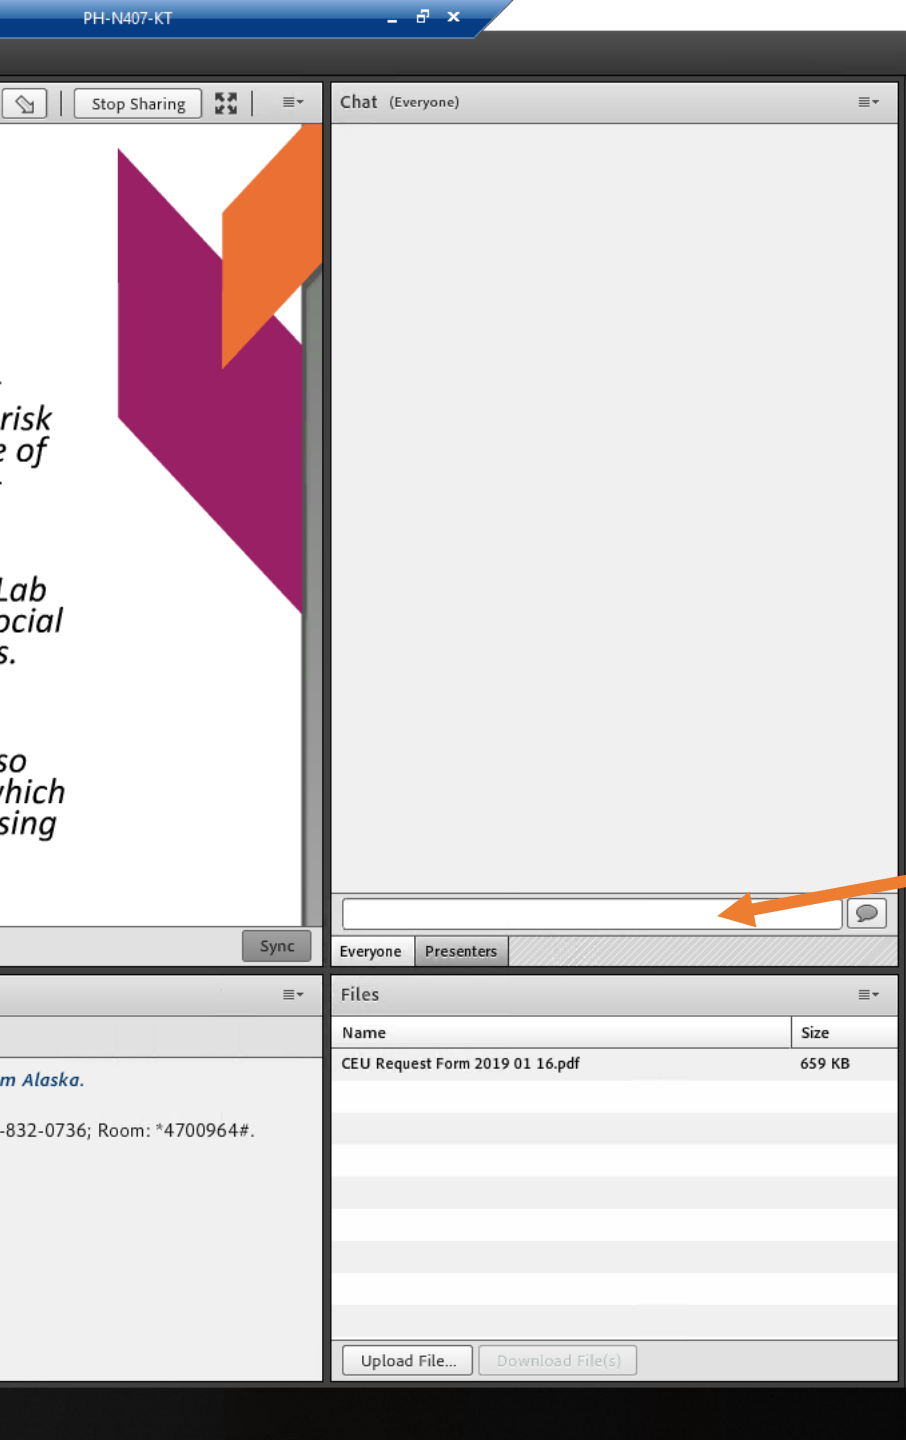 PH-N407-KT
Stop Sharing
risk
e of
Lab
ocial
s.
so
which
sing
Sync
Chat (Everyone)
Everyone Presenters
m Alaska.
-832-0736; Room: *4700964#.
Files
Name Size
CEU Request Form 2019 01 16.pdf 659 KB
Upload File... Download File(s)